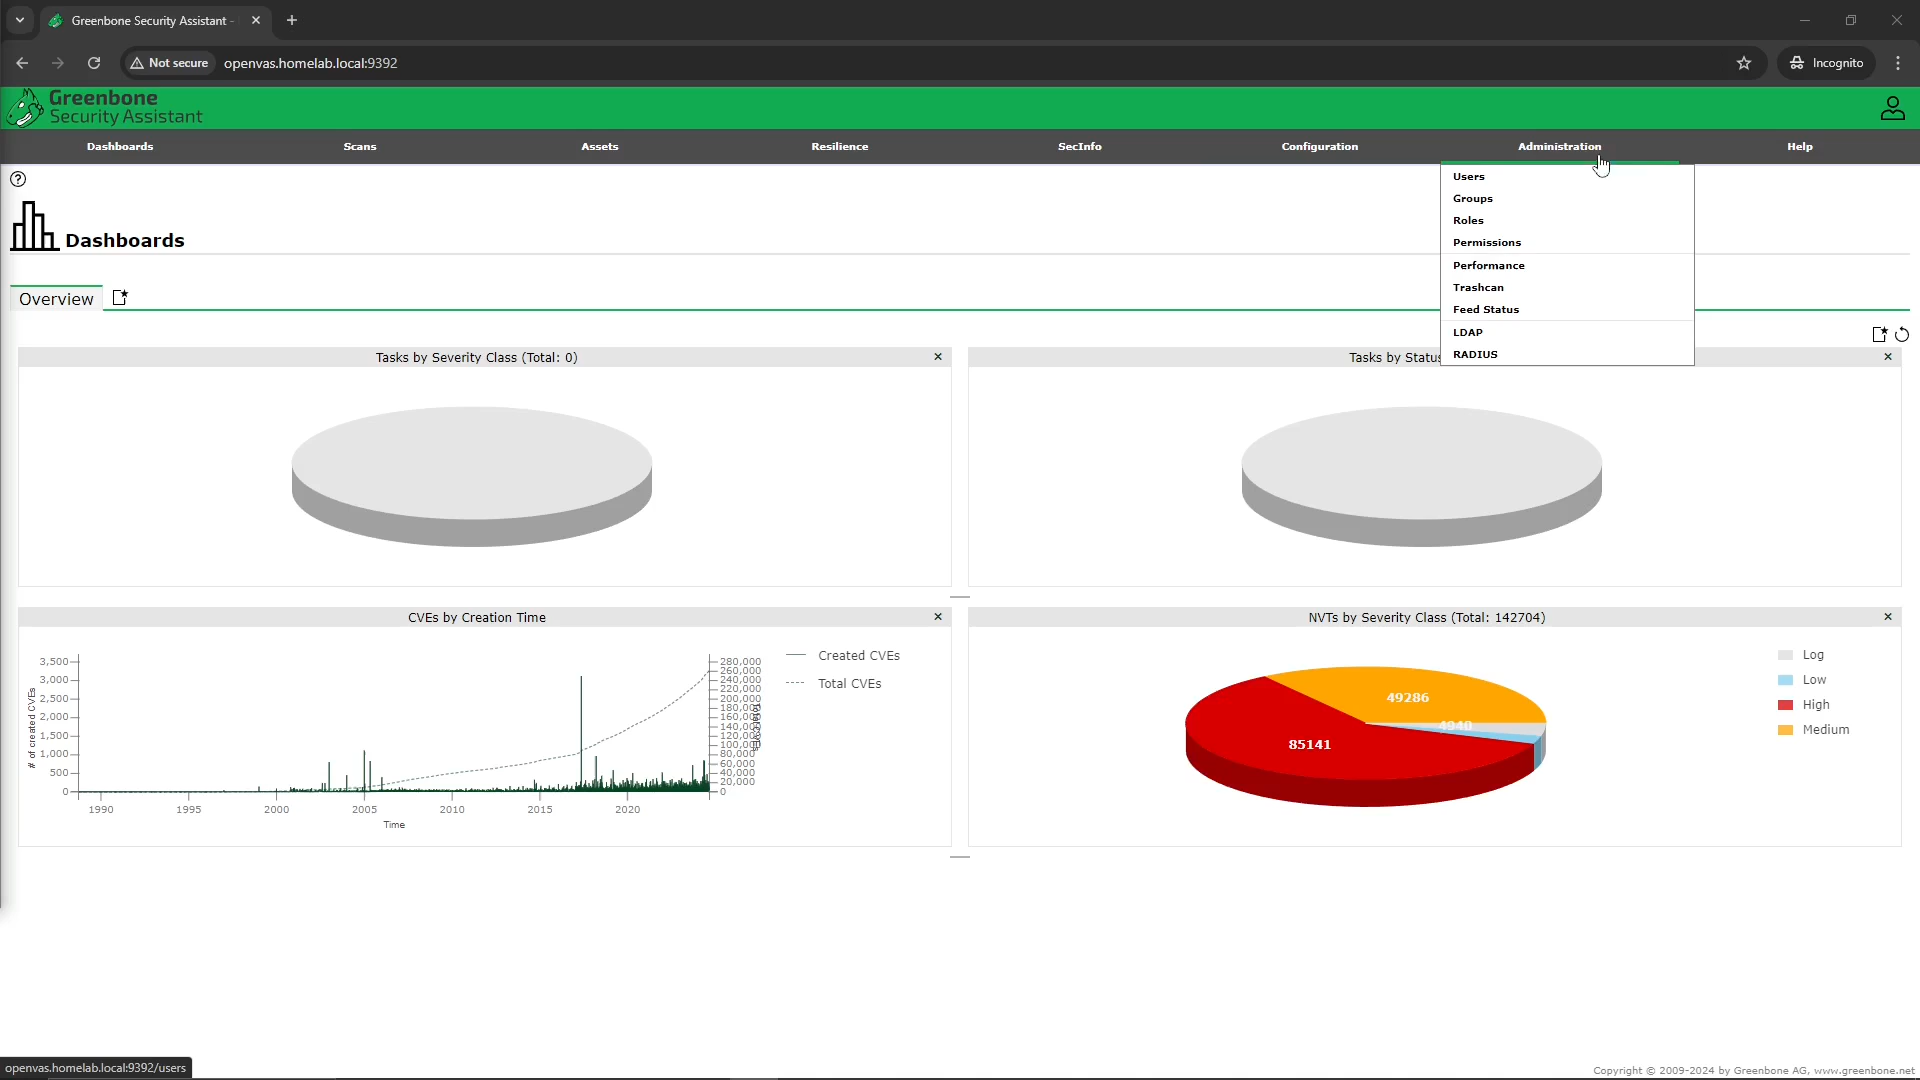 Greenbone Security Assistant -
Not secure
openvas.homelab.local:9392
Incognito
Greenbone
Security Assistant
Dashboards
Scans
Assets
Resilience
SecInfo
Configuration
Administration
Help
Users
Groups
Roles
Permissions
Performance
Trashcan
Feed Status
LDAP
RADIUS
Dashboards
Overview
Tasks by Severity Class (Total: 0)
Tasks by Status
CVEs by Creation Time
3,500
3,000
2,500
2,000
1,500
1,000
500
0
# of created CVEs
1990
1995
2000
2005
2010
2015
2020
Time
280,000
260,000
240,000
220,000
200,000
180,000
160,000
140,000
120,000
100,000
80,000
60,000
40,000
20,000
0
Created CVEs
Total CVEs
NVTs by Severity Class (Total: 142704)
49286
4940
85141
Log
Low
High
Medium
openvas.homelab.local:9392/users
Copyright © 2009-2024 by Greenbone AG, www.greenbone.net